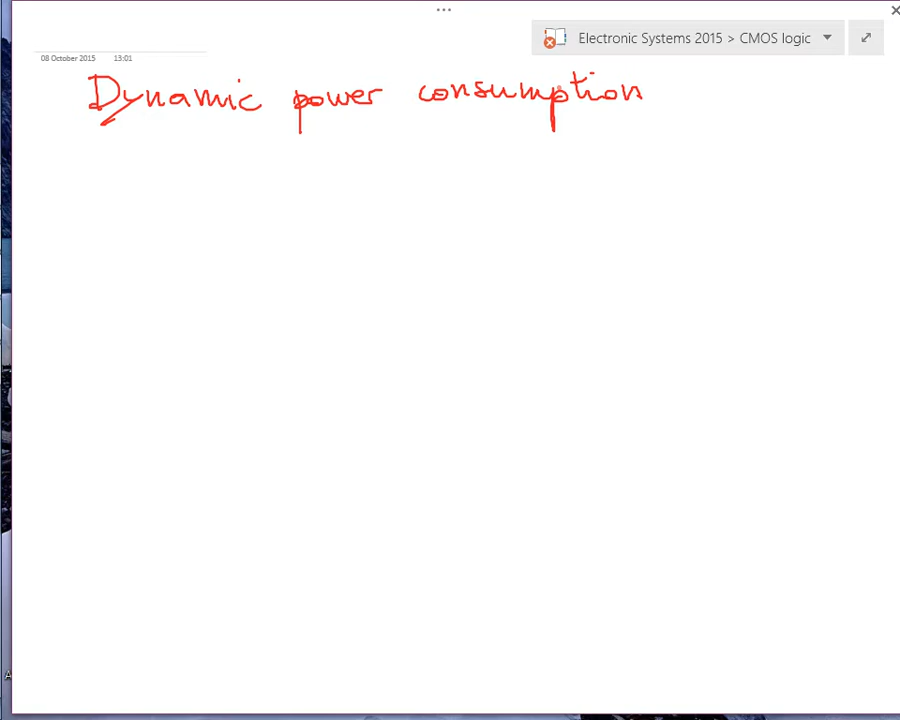 Electronic Systems 2015 > CMOS logic
08 October 2015 13:01
Dynamic power consumption